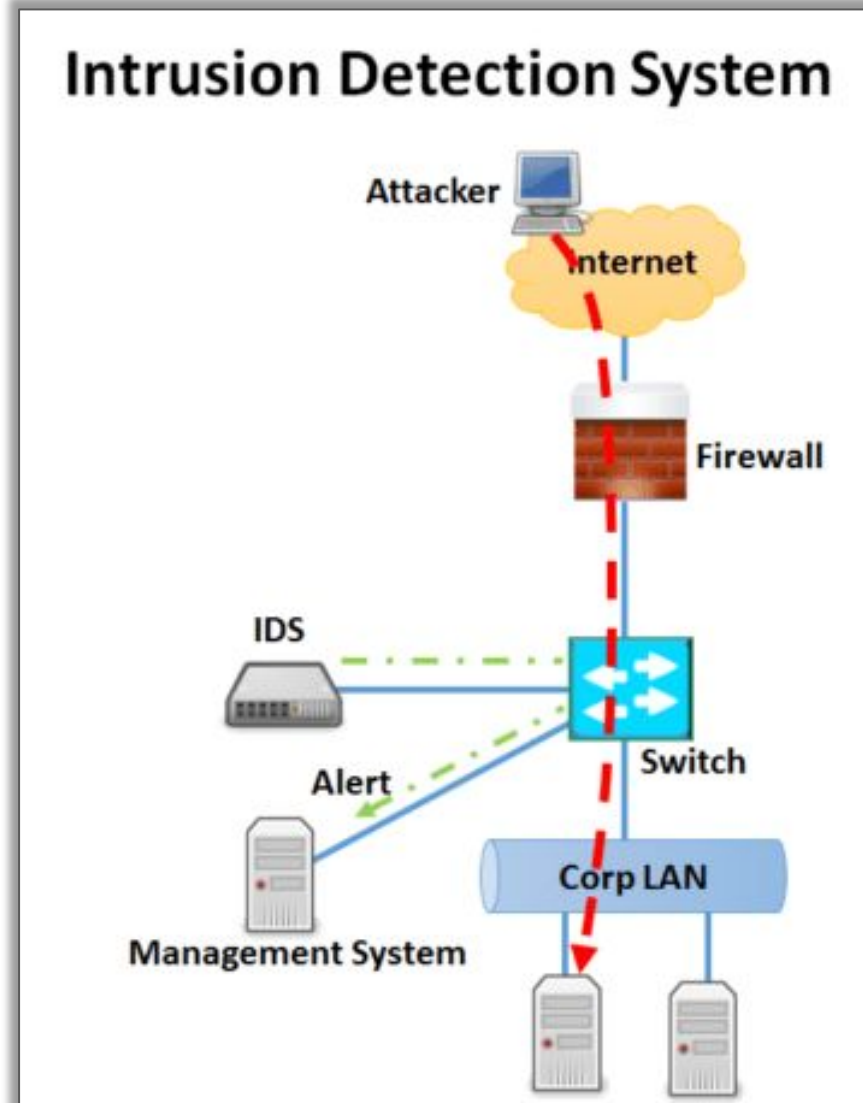 Intrusion Detection System
Attacker
Internet
Firewall
IDS
Switch
Alert
Corp LAN
Management System